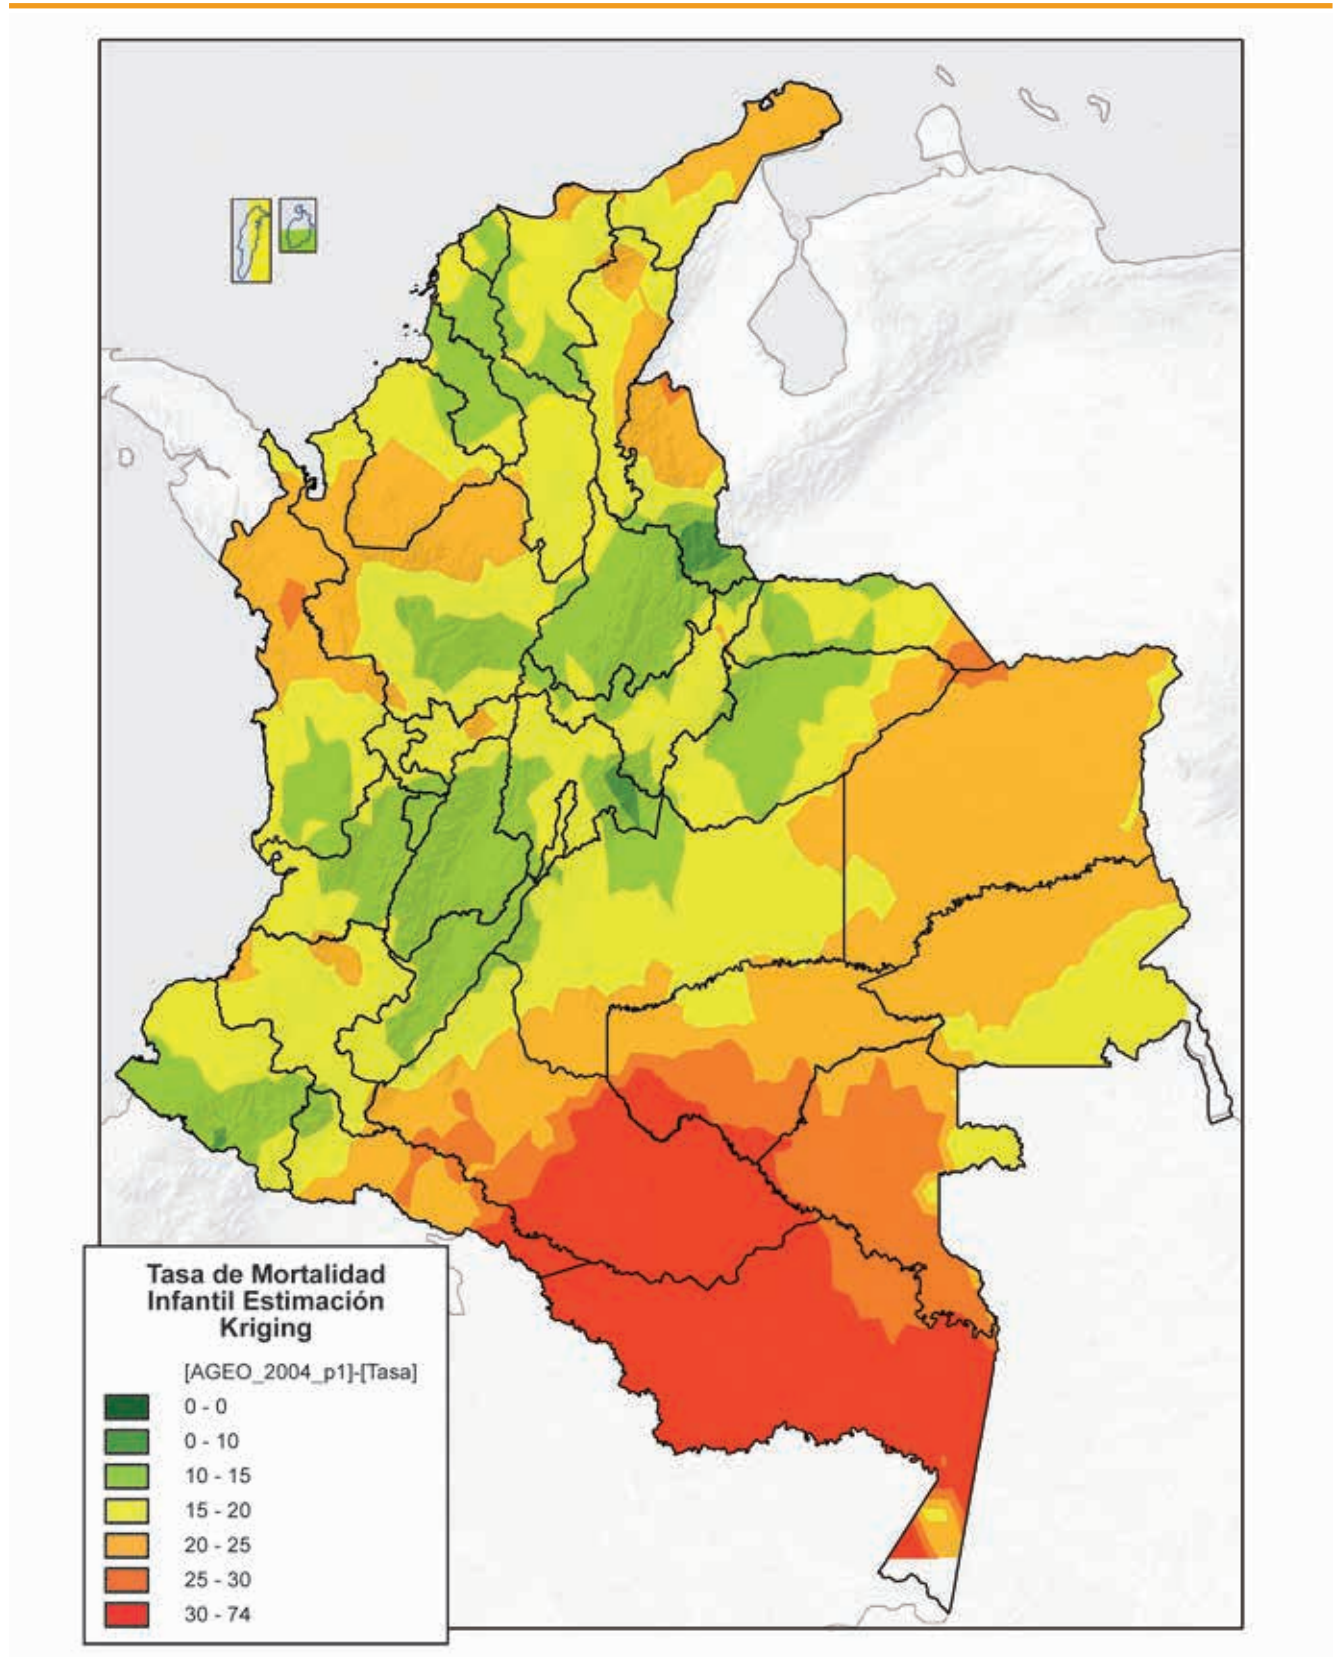 Tasa de Mortalidad
Infantil Estimación
Kriging
[AGEO_2004_p1]-[Tasa]
0 - 0
0 - 10
10 - 15
15 - 20
20 - 25
25 - 30
30 - 74